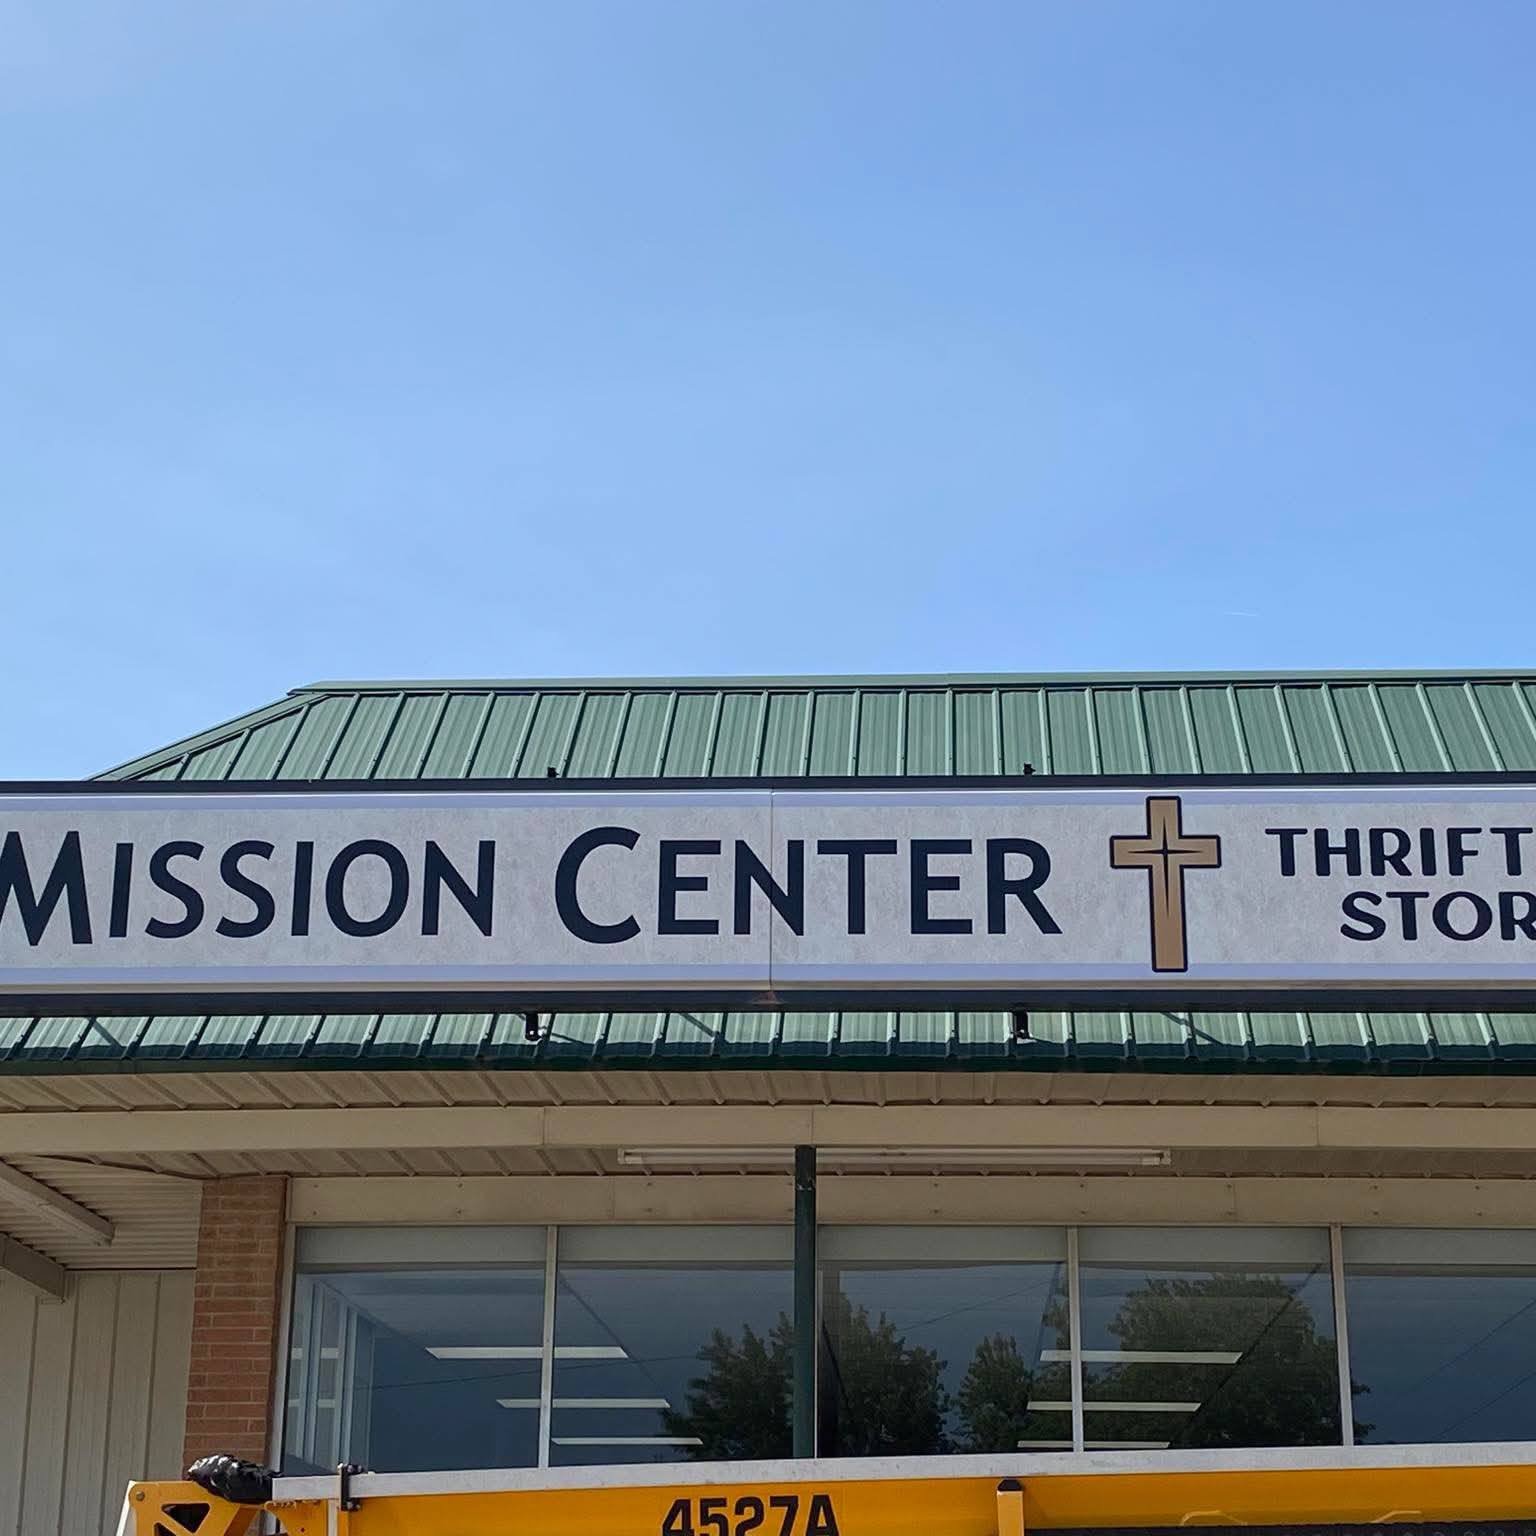 MISSION CENTER
THRIFT
STOR
4527A